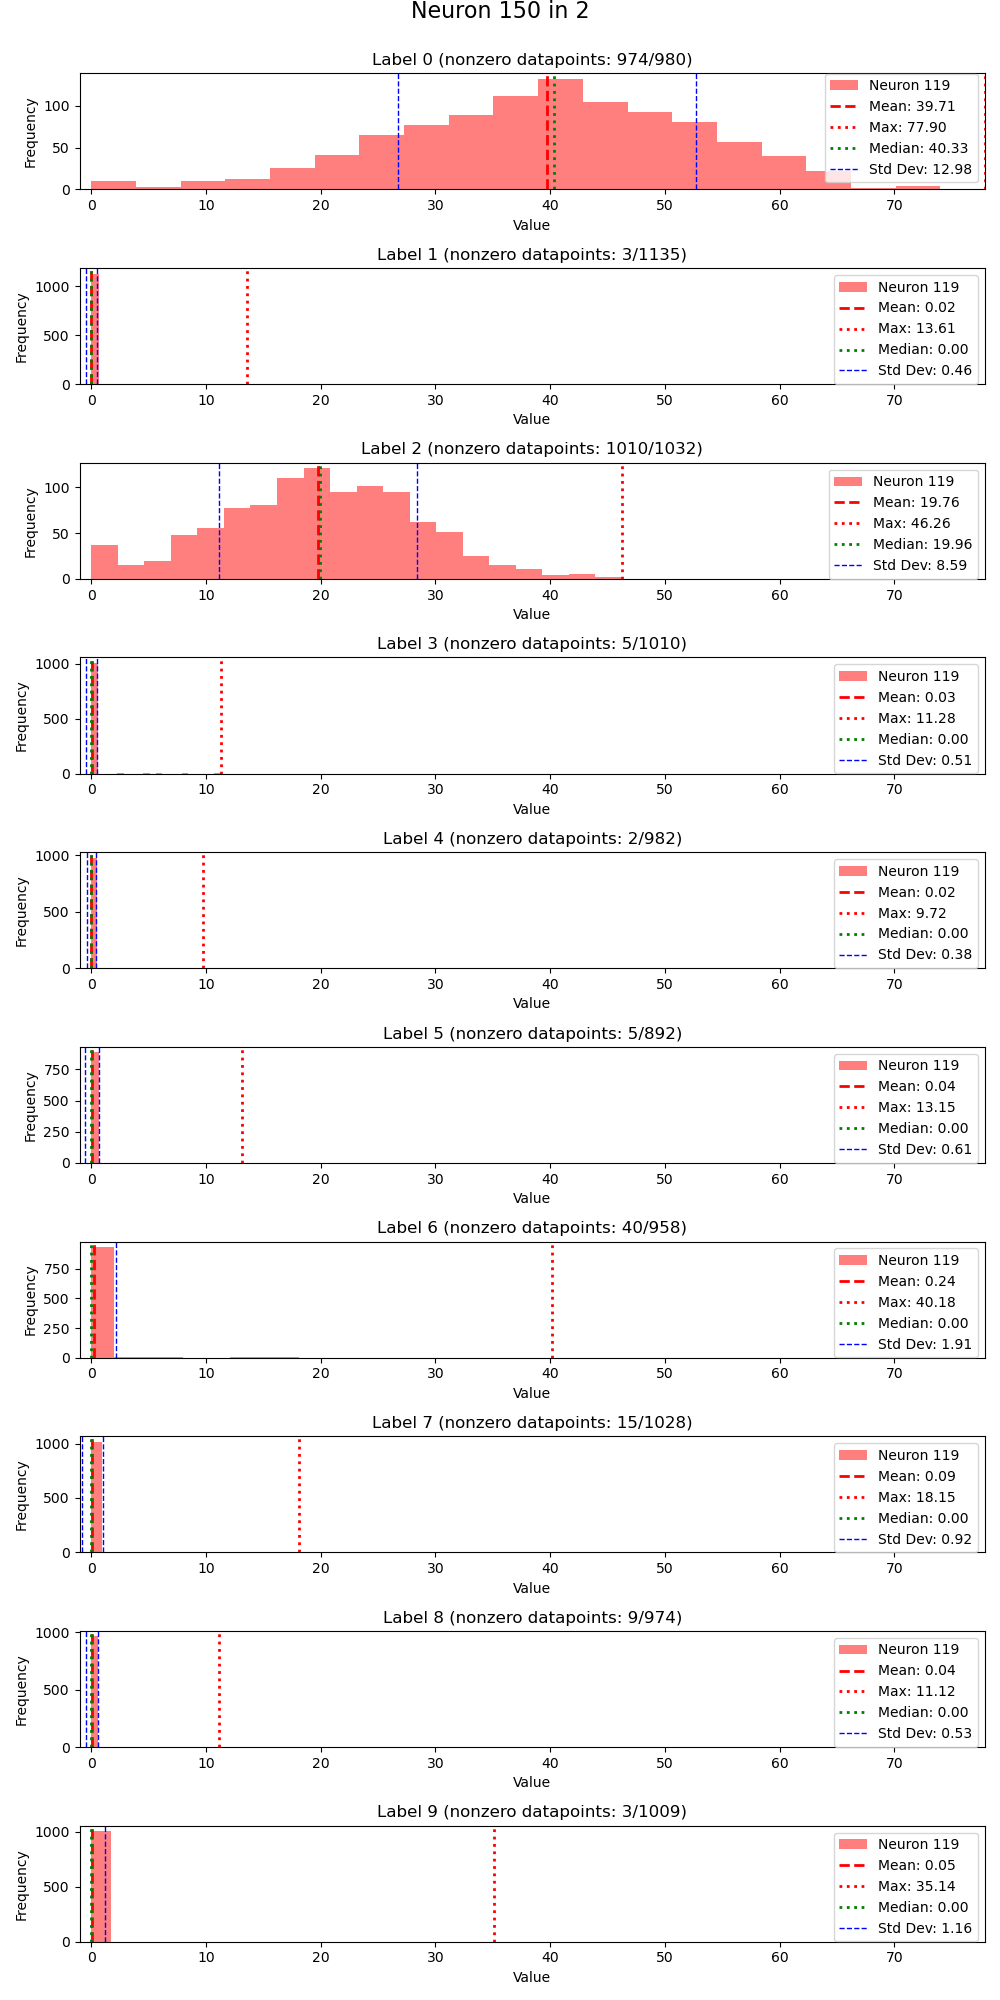 Neuron 150 in 2
Label 0 (nonzero datapoints: 974/980)
Frequency
0 50 100
Neuron 119
Mean: 39.71
Max: 77.90
Median: 40.33
Std Dev: 12.98
0 10 20 30 40 50 60 70
Value
Label 1 (nonzero datapoints: 3/1135)
Frequency
0 500 1000
Neuron 119
Mean: 0.02
Max: 13.61
Median: 0.00
Std Dev: 0.46
0 10 20 30 40 50 60 70
Value
Label 2 (nonzero datapoints: 1010/1032)
Frequency
0 50 100
Neuron 119
Mean: 19.76
Max: 46.26
Median: 19.96
Std Dev: 8.59
0 10 20 30 40 50 60 70
Value
Label 3 (nonzero datapoints: 5/1010)
Frequency
0 500 1000
Neuron 119
Mean: 0.03
Max: 11.28
Median: 0.00
Std Dev: 0.51
0 10 20 30 40 50 60 70
Value
Label 4 (nonzero datapoints: 2/982)
Frequency
0 500 1000
Neuron 119
Mean: 0.02
Max: 9.72
Median: 0.00
Std Dev: 0.38
0 10 20 30 40 50 60 70
Value
Label 5 (nonzero datapoints: 5/892)
Frequency
0 250 500 750
Neuron 119
Mean: 0.04
Max: 13.15
Median: 0.00
Std Dev: 0.61
0 10 20 30 40 50 60 70
Value
Label 6 (nonzero datapoints: 40/958)
Frequency
0 250 500 750
Neuron 119
Mean: 0.24
Max: 40.18
Median: 0.00
Std Dev: 1.91
0 10 20 30 40 50 60 70
Value
Label 7 (nonzero datapoints: 15/1028)
Frequency
0 500 1000
Neuron 119
Mean: 0.09
Max: 18.15
Median: 0.00
Std Dev: 0.92
0 10 20 30 40 50 60 70
Value
Label 8 (nonzero datapoints: 9/974)
Frequency
0 500 1000
Neuron 119
Mean: 0.04
Max: 11.12
Median: 0.00
Std Dev: 0.53
0 10 20 30 40 50 60 70
Value
Label 9 (nonzero datapoints: 3/1009)
Frequency
0 500 1000
Neuron 119
Mean: 0.05
Max: 35.14
Median: 0.00
Std Dev: 1.16
0 10 20 30 40 50 60 70
Value